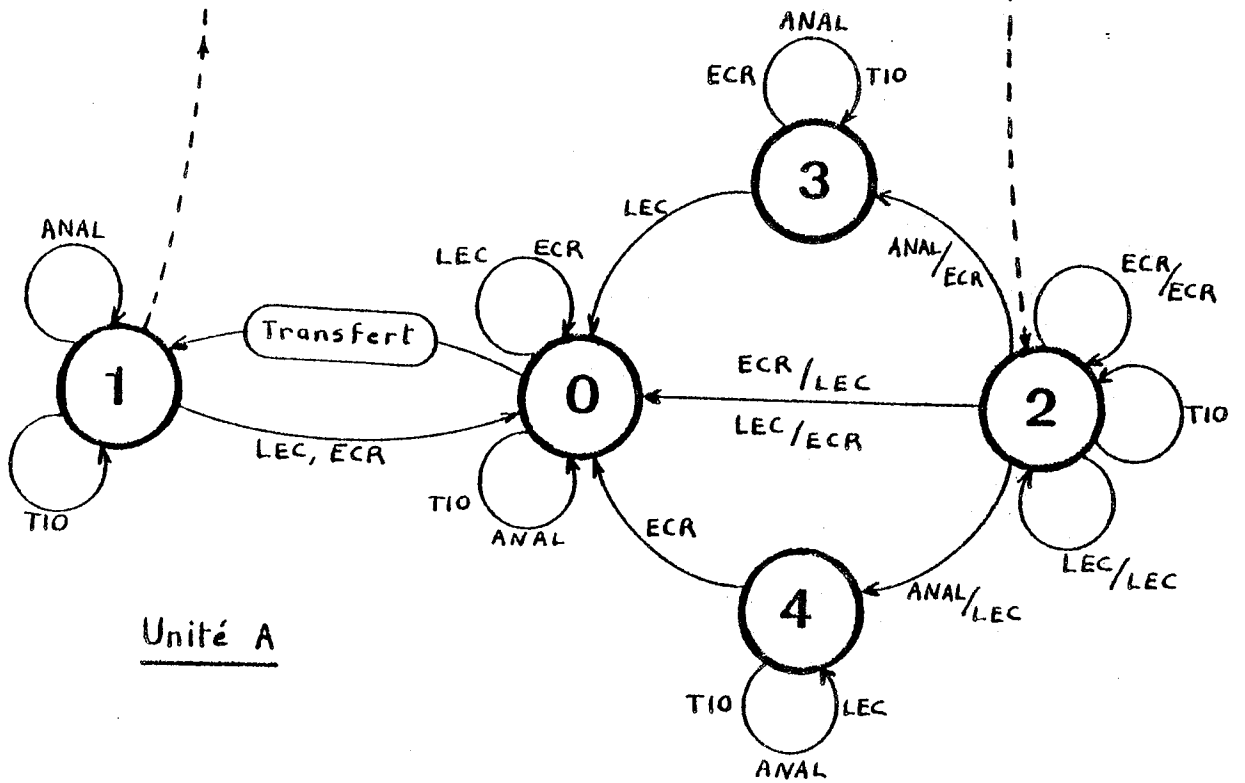 ANAL
ECR
TIO
3
LEC
ANAL/ECR
ANAL
LEC
ECR
ECR/ECR
Transfert
1
0
ECR/LEC
LEC/ECR
2
TIO
LEC, ECR
TIO
TIO
ANAL
ECR
LEC/LEC
ANAL/LEC
4
Unité A
TIO
LEC
ANAL